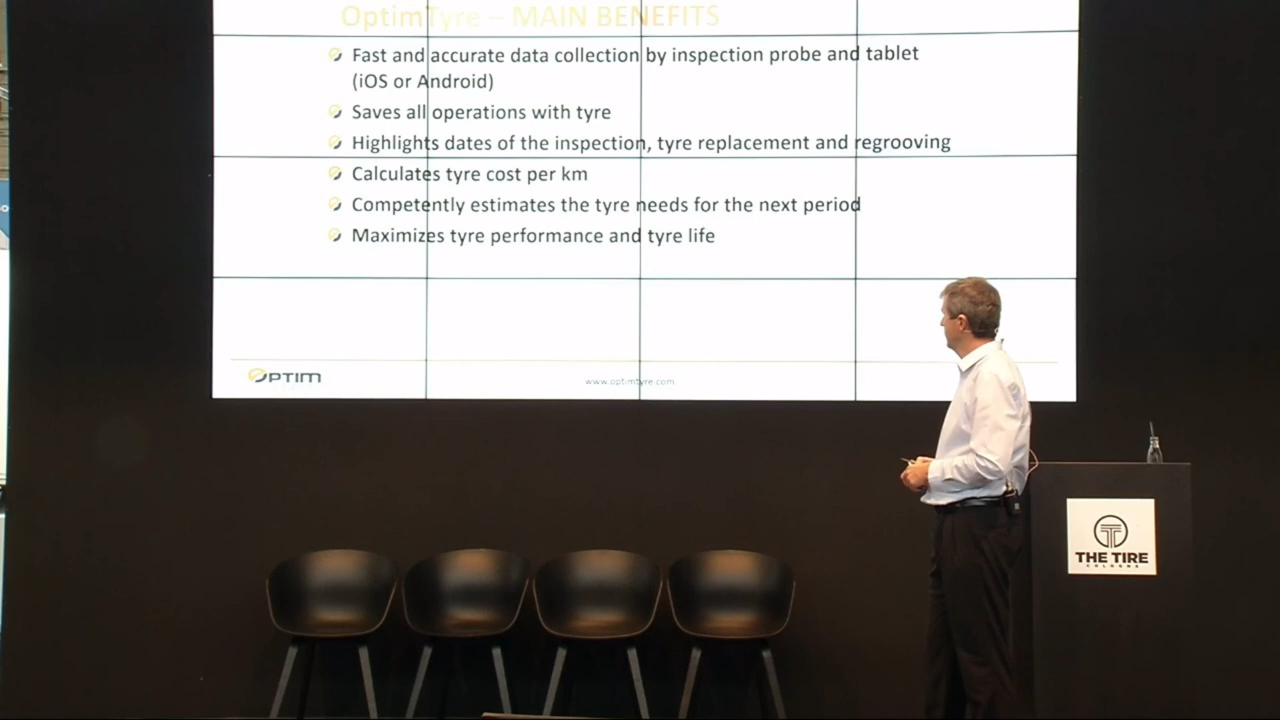 OptimTyre – MAIN BENEFITS
Fast and accurate data collection by inspection probe and tablet
(iOS or Android)
Saves all operations with tyre
Highlights dates of the inspection, tyre replacement and regrooving
Calculates tyre cost per km
Competently estimates the tyre needs for the next period
Maximizes tyre performance and tyre life
OPTIM
www.optimtyre.com
THE TIRE
COLOGNE